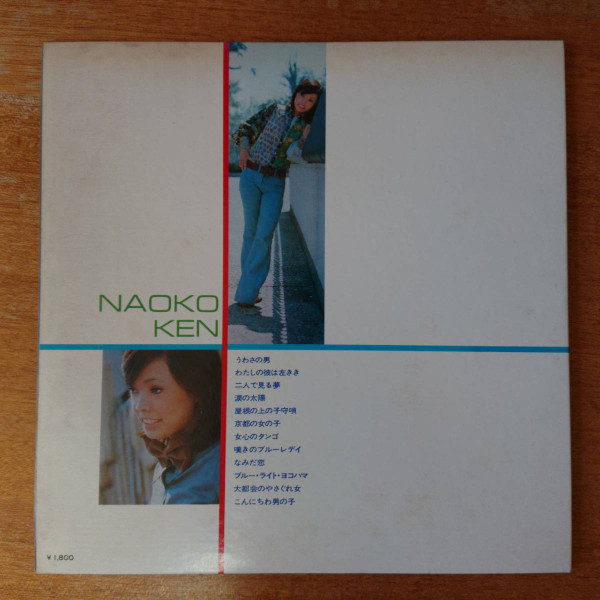 NAOKO
KEN
うわさの男
わたしの彼は左きき
二人で見る夢
涙の太陽
屋根の上の子守唄
京都の女の子
女心のタンゴ
嘆きのブルーレデイ
なみだ恋
ブルー・ライト・ヨコハマ
大都会のやさぐれ女
こんにちわ男の子
¥1,800